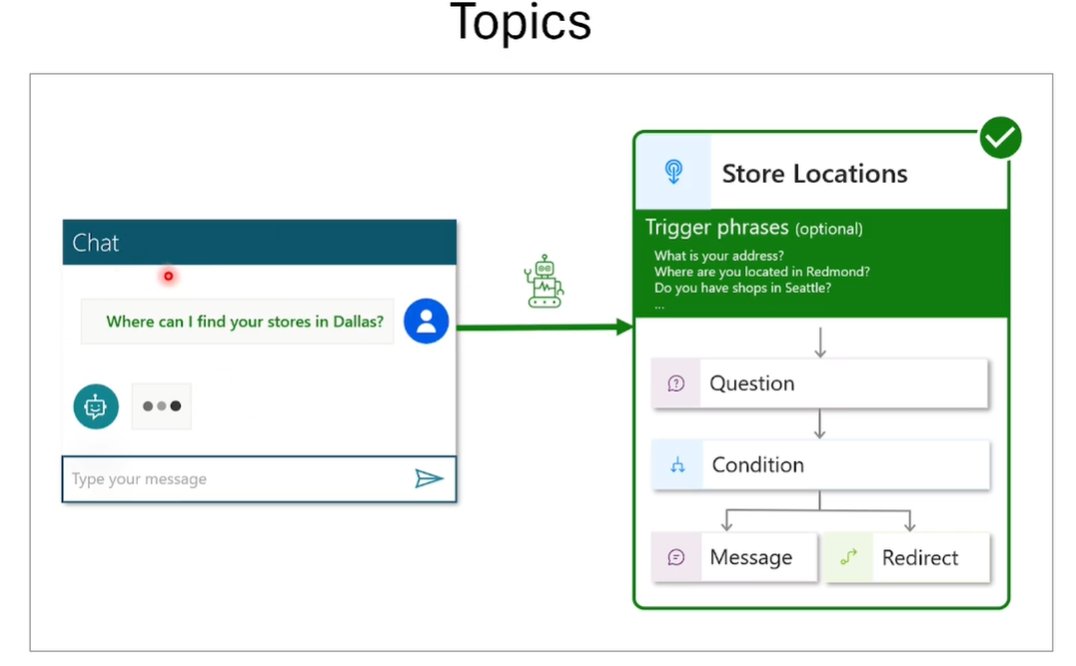 Topics
Chat
Where can I find your stores in Dallas?
Type your message
Store Locations
Trigger phrases (optional)
What is your address?
Where are you located in Redmond?
Do you have shops in Seattle?
...
Question
Condition
Message
Redirect